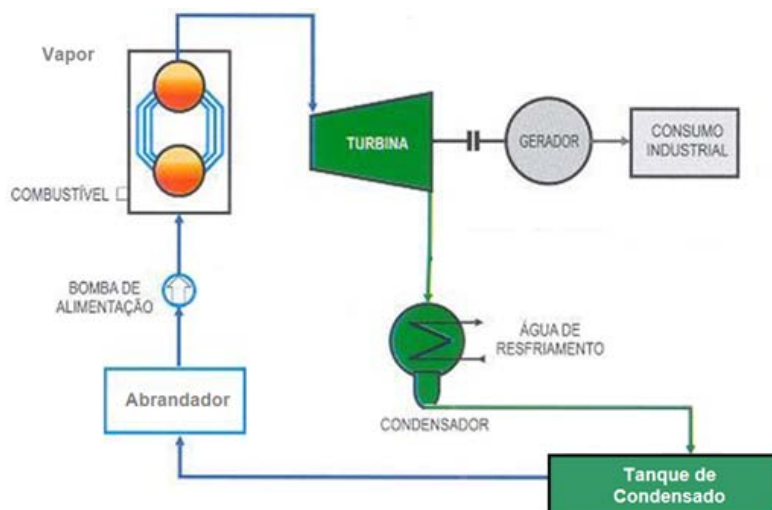 Vapor
TURBINA
GERADOR
CONSUMO
INDUSTRIAL
COMBUSTÍVEL
BOMBA DE
ALIMENTAÇÃO
ÁGUA DE
RESFRIAMENTO
Abrandador
CONDENSADOR
Tanque de
Condensado